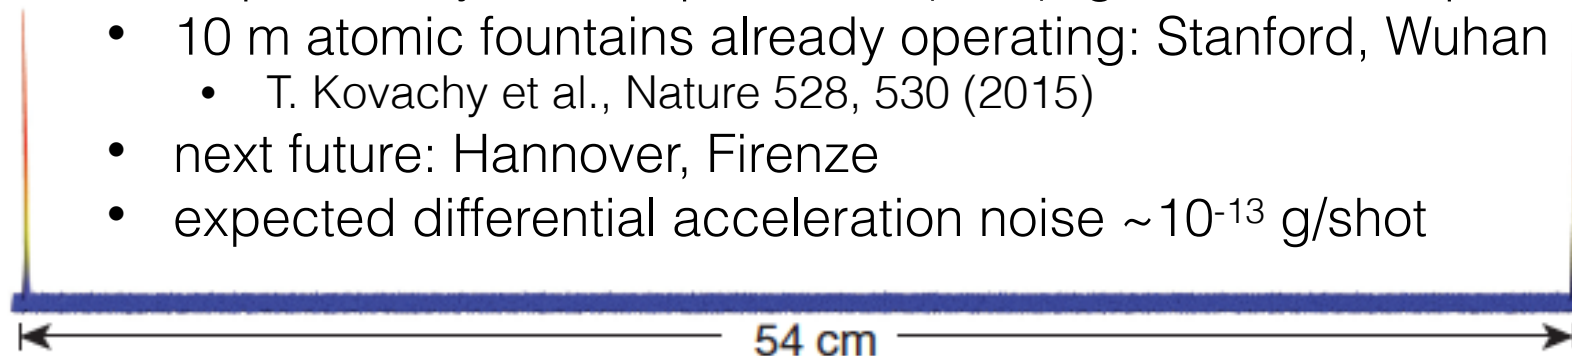 • 10 m atomic fountains already operating: Stanford, Wuhan
• T. Kovachy et al., Nature 528, 530 (2015)
• next future: Hannover, Firenze
• expected differential acceleration noise ~10⁻¹³ g/shot
54 cm